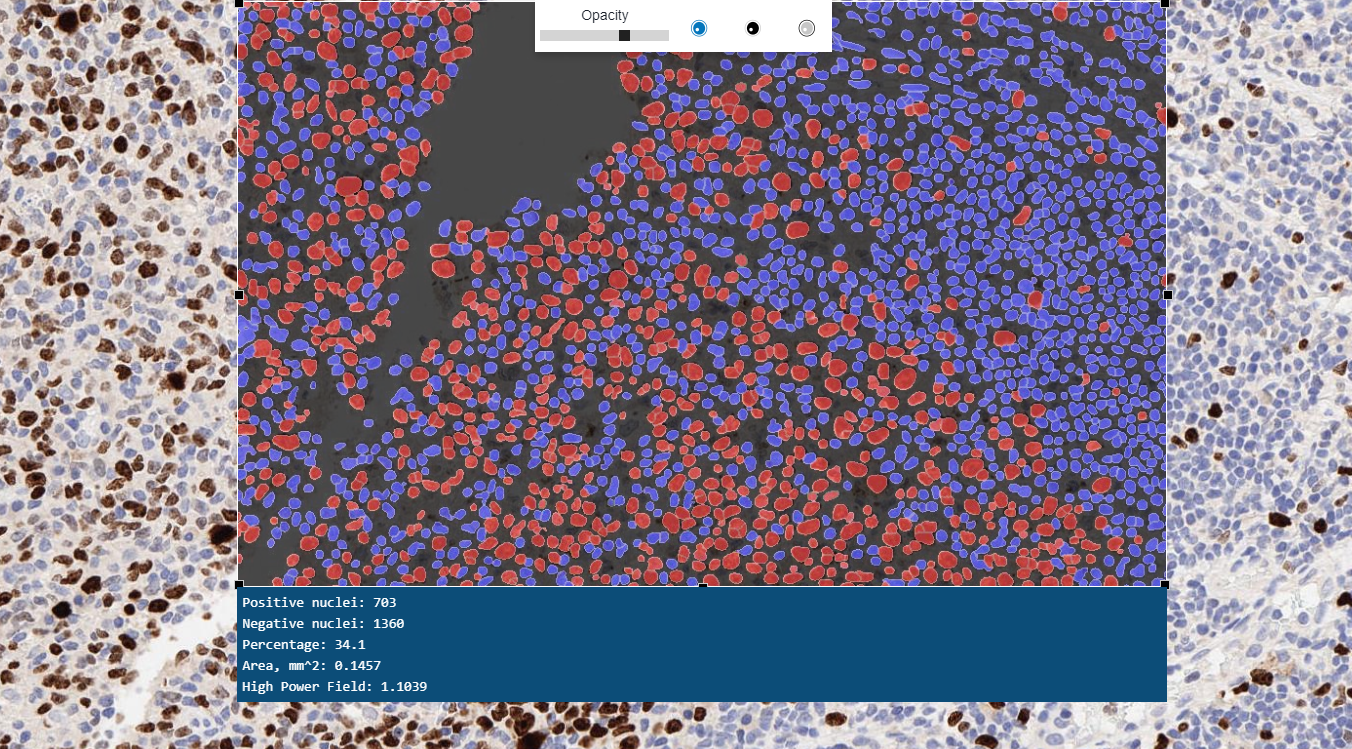 Opacity
Positive nuclei: 703
Negative nuclei: 1360
Percentage: 34.1
Area, mm^2: 0.1457
High Power Field: 1.1039